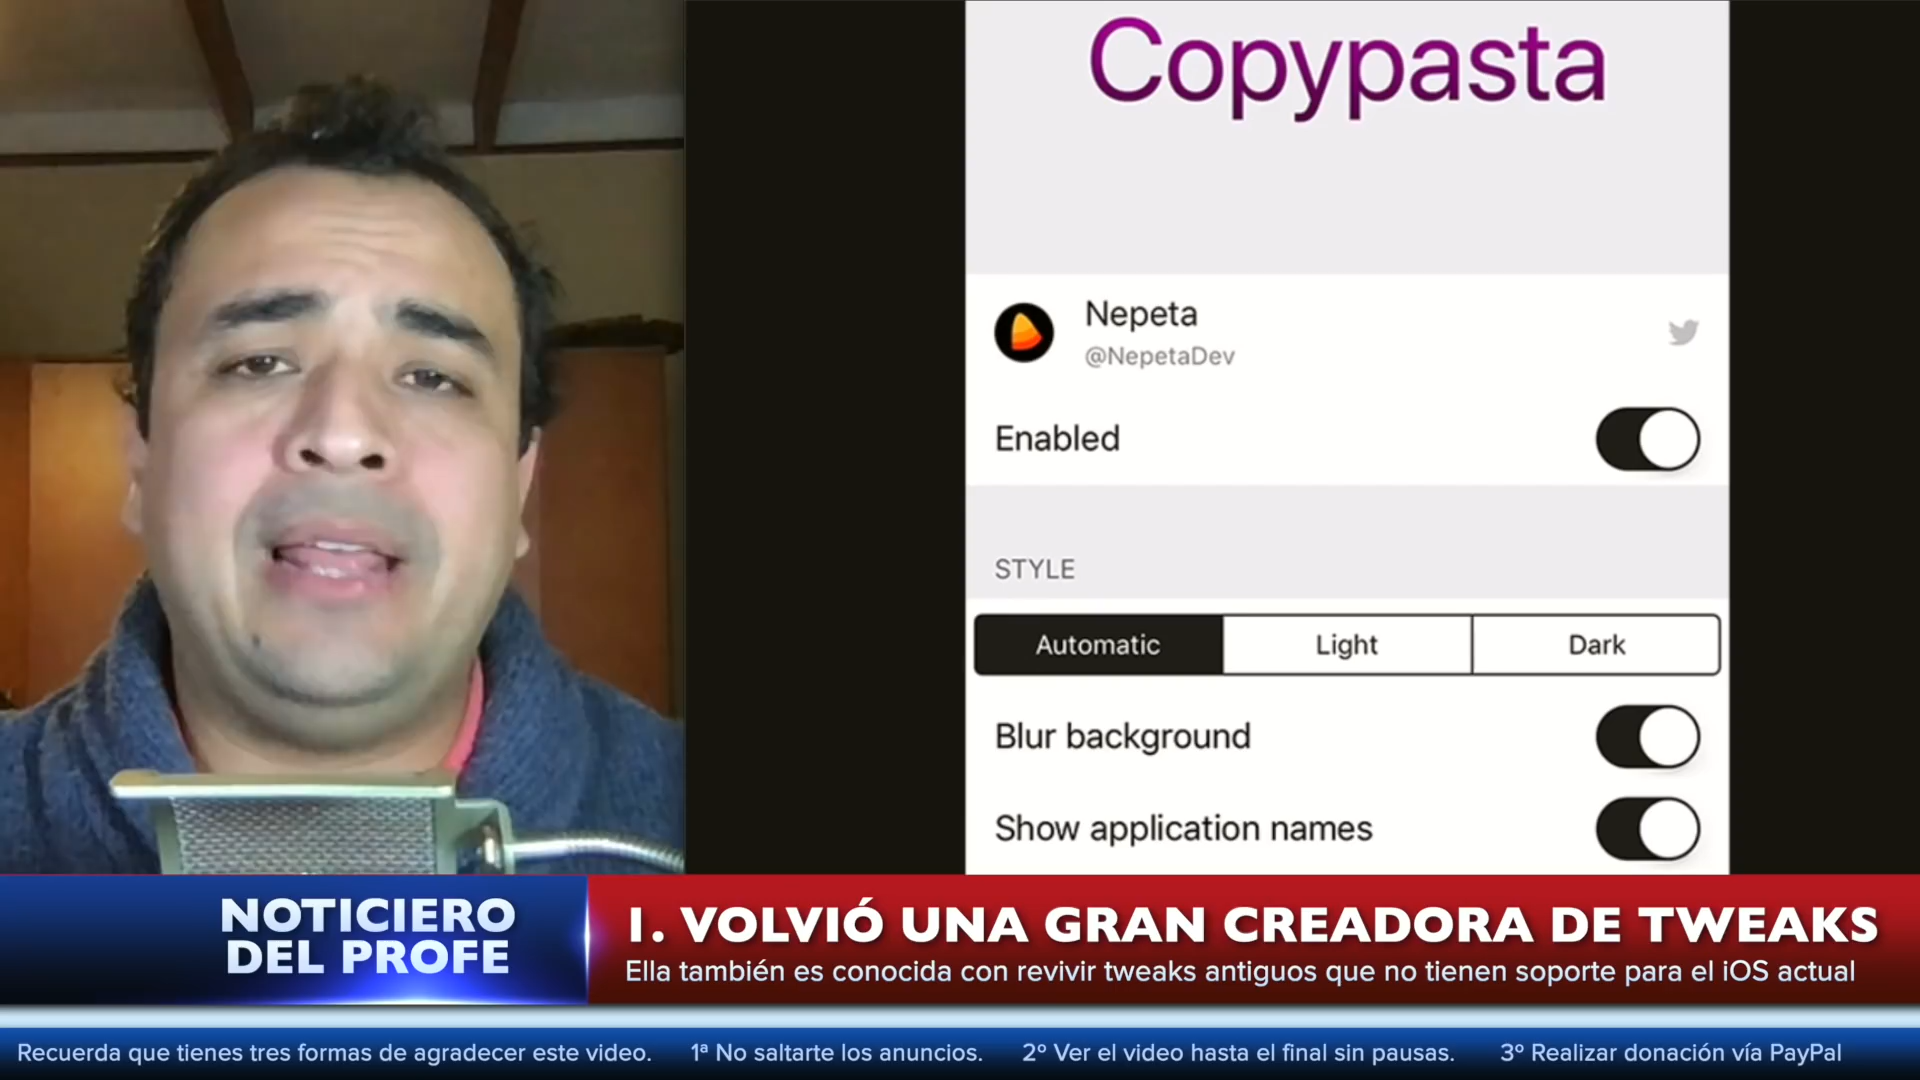 Copypasta
Nepeta
@NepetaDev
Enabled
STYLE
Automatic Light Dark
Blur background
Show application names
NOTICIERO
DEL PROFE
1. VOLVIÓ UNA GRAN CREADORA DE TWEAKS
Ella también es conocida con revivir tweaks antiguos que no tienen soporte para el iOS actual
Recuerda que tienes tres formas de agradecer este video. 1ª No saltarte los anuncios. 2º Ver el video hasta el final sin pausas. 3º Realizar donación vía PayPal